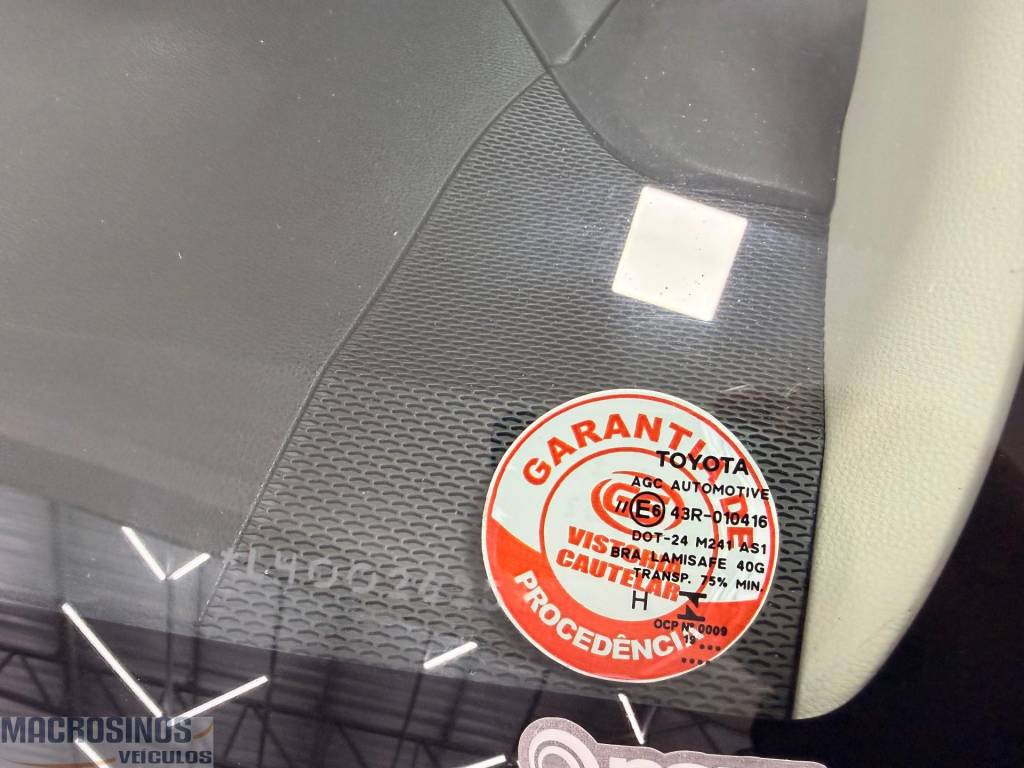 GARANTIA DE
TOYOTA
AGC AUTOMOTIVE
E6 43R-010416
DOT-24 M241 AS1
BRA LAMISAFE 40G
TRANSP. 75% MIN.
H
OCP Nº 0009
19
VISTORIA
CAUTELAR
PROCEDÊNCIA
MACROSINOS
VEÍCULOS